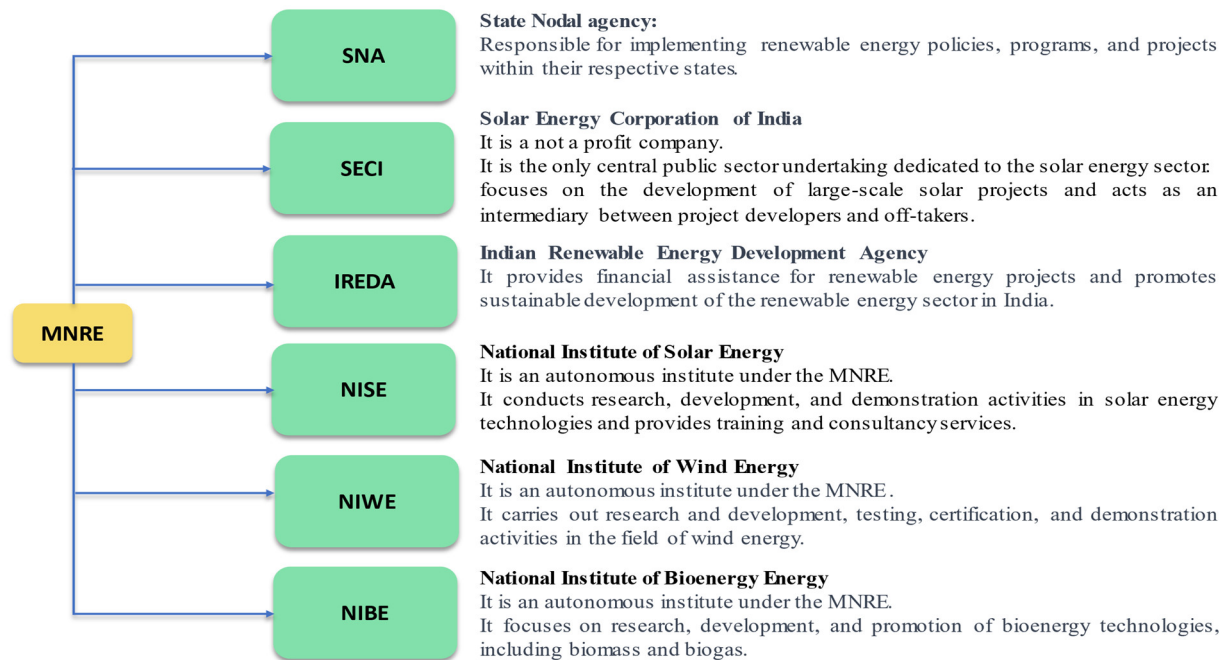 SNA
State Nodal agency:
Responsible for implementing renewable energy policies, programs, and projects
within their respective states.
SECI
Solar Energy Corporation of India
It is a not a profit company.
It is the only central public sector undertaking dedicated to the solar energy sector.
focuses on the development of large-scale solar projects and acts as an
intermediary between project developers and off-takers.
IREDA
Indian Renewable Energy Development Agency
It provides financial assistance for renewable energy projects and promotes
sustainable development of the renewable energy sector in India.
MNRE
NISE
National Institute of Solar Energy
It is an autonomous institute under the MNRE.
It conducts research, development, and demonstration activities in solar energy
technologies and provides training and consultancy services.
NIWE
National Institute of Wind Energy
It is an autonomous institute under the MNRE.
It carries out research and development, testing, certification, and demonstration
activities in the field of wind energy.
NIBE
National Institute of Bioenergy Energy
It is an autonomous institute under the MNRE.
It focuses on research, development, and promotion of bioenergy technologies,
including biomass and biogas.